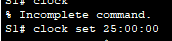 S1# clock
% Incomplete command.
S1# clock set 25:00:00